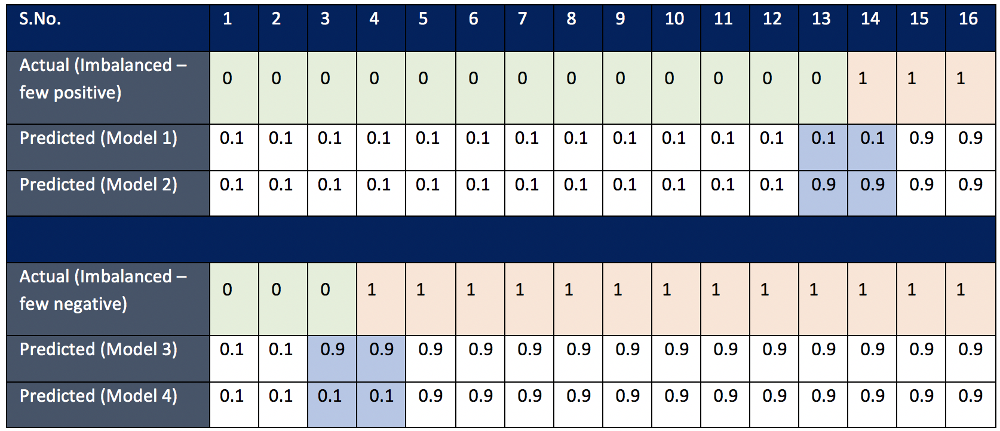 S.No. 1 2 3 4 5 6 7 8 9 10 11 12 13 14 15 16
Actual (Imbalanced –
few positive) 0 0 0 0 0 0 0 0 0 0 0 0 0 1 1 1
Predicted (Model 1) 0.1 0.1 0.1 0.1 0.1 0.1 0.1 0.1 0.1 0.1 0.1 0.1 0.1 0.1 0.9 0.9
Predicted (Model 2) 0.1 0.1 0.1 0.1 0.1 0.1 0.1 0.1 0.1 0.1 0.1 0.1 0.9 0.9 0.9 0.9
Actual (Imbalanced –
few negative) 0 0 0 1 1 1 1 1 1 1 1 1 1 1 1 1
Predicted (Model 3) 0.1 0.1 0.9 0.9 0.9 0.9 0.9 0.9 0.9 0.9 0.9 0.9 0.9 0.9 0.9 0.9
Predicted (Model 4) 0.1 0.1 0.1 0.1 0.9 0.9 0.9 0.9 0.9 0.9 0.9 0.9 0.9 0.9 0.9 0.9